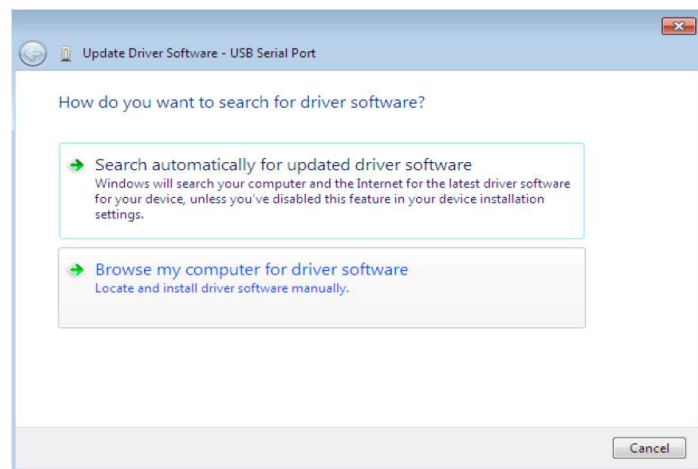 Update Driver Software - USB Serial Port
How do you want to search for driver software?
Search automatically for updated driver software
Windows will search your computer and the Internet for the latest driver software
for your device, unless you've disabled this feature in your device installation
settings.
Browse my computer for driver software
Locate and install driver software manually.
Cancel